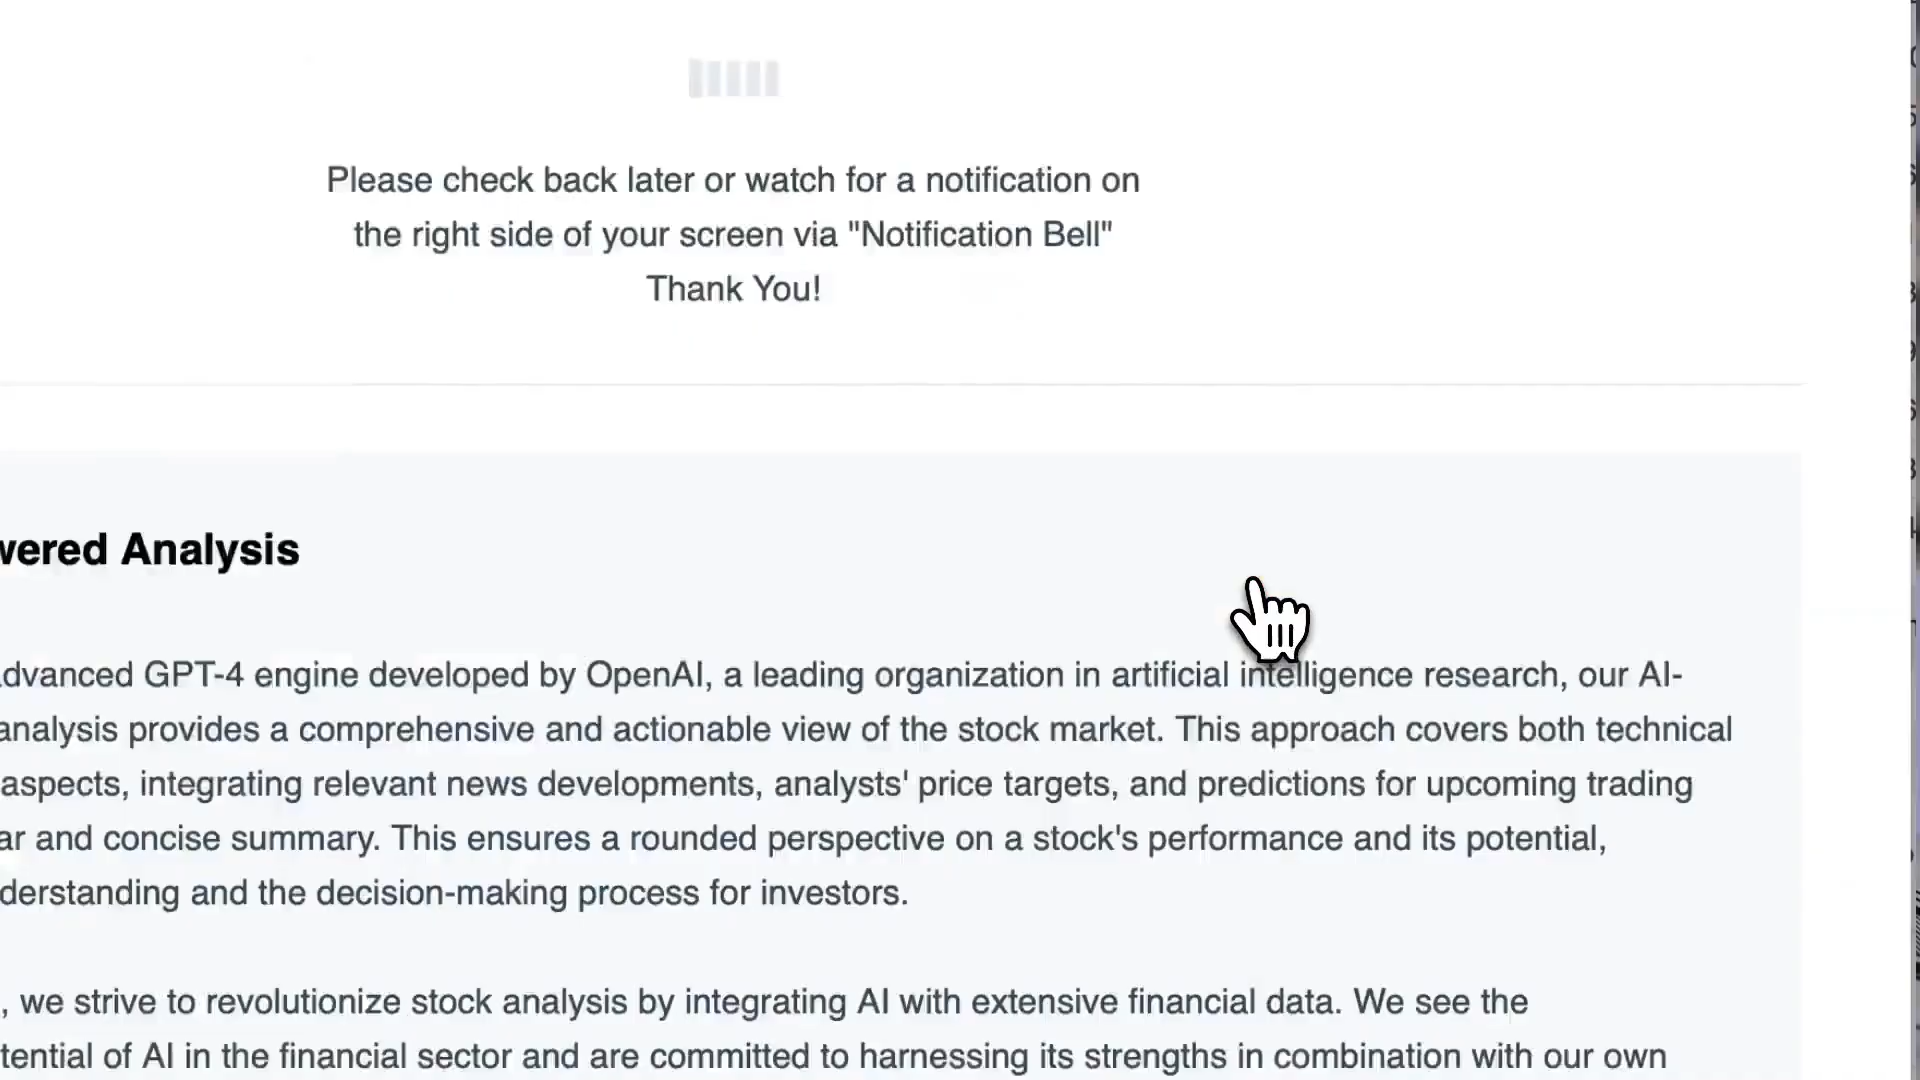 Please check back later or watch for a notification on
the right side of your screen via "Notification Bell"
Thank You!
wered Analysis
dvanced GPT-4 engine developed by OpenAI, a leading organization in artificial intelligence research, our AI-
analysis provides a comprehensive and actionable view of the stock market. This approach covers both technical
aspects, integrating relevant news developments, analysts' price targets, and predictions for upcoming trading
ar and concise summary. This ensures a rounded perspective on a stock's performance and its potential,
derstanding and the decision-making process for investors.
, we strive to revolutionize stock analysis by integrating AI with extensive financial data. We see the
tential of AI in the financial sector and are committed to harnessing its strengths in combination with our own